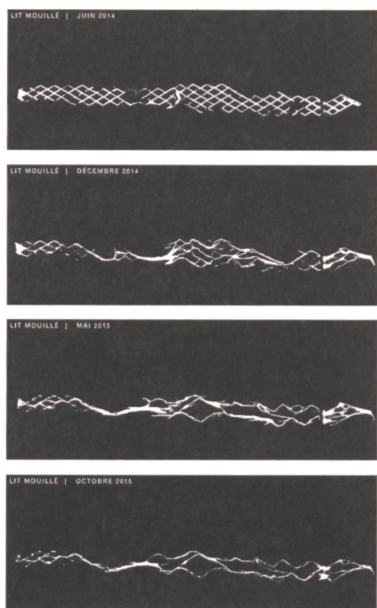 LIT MOUILLÉ | JUIN 2014
LIT MOUILLÉ | DÉCEMBRE 2014
LIT MOUILLÉ | MAI 2015
LIT MOUILLÉ | OCTOBRE 2015